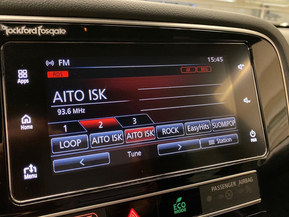 Rockford Fosgate
FM 15:45
RDS
Apps
AITO ISK
93.6 MHz
Home
1 2 3
LOOP AITO ISK AITO ISK ROCK EasyHits SUOMIPOP
Menu
< Tune > Station
PASSENGER AIRBAG
ECO